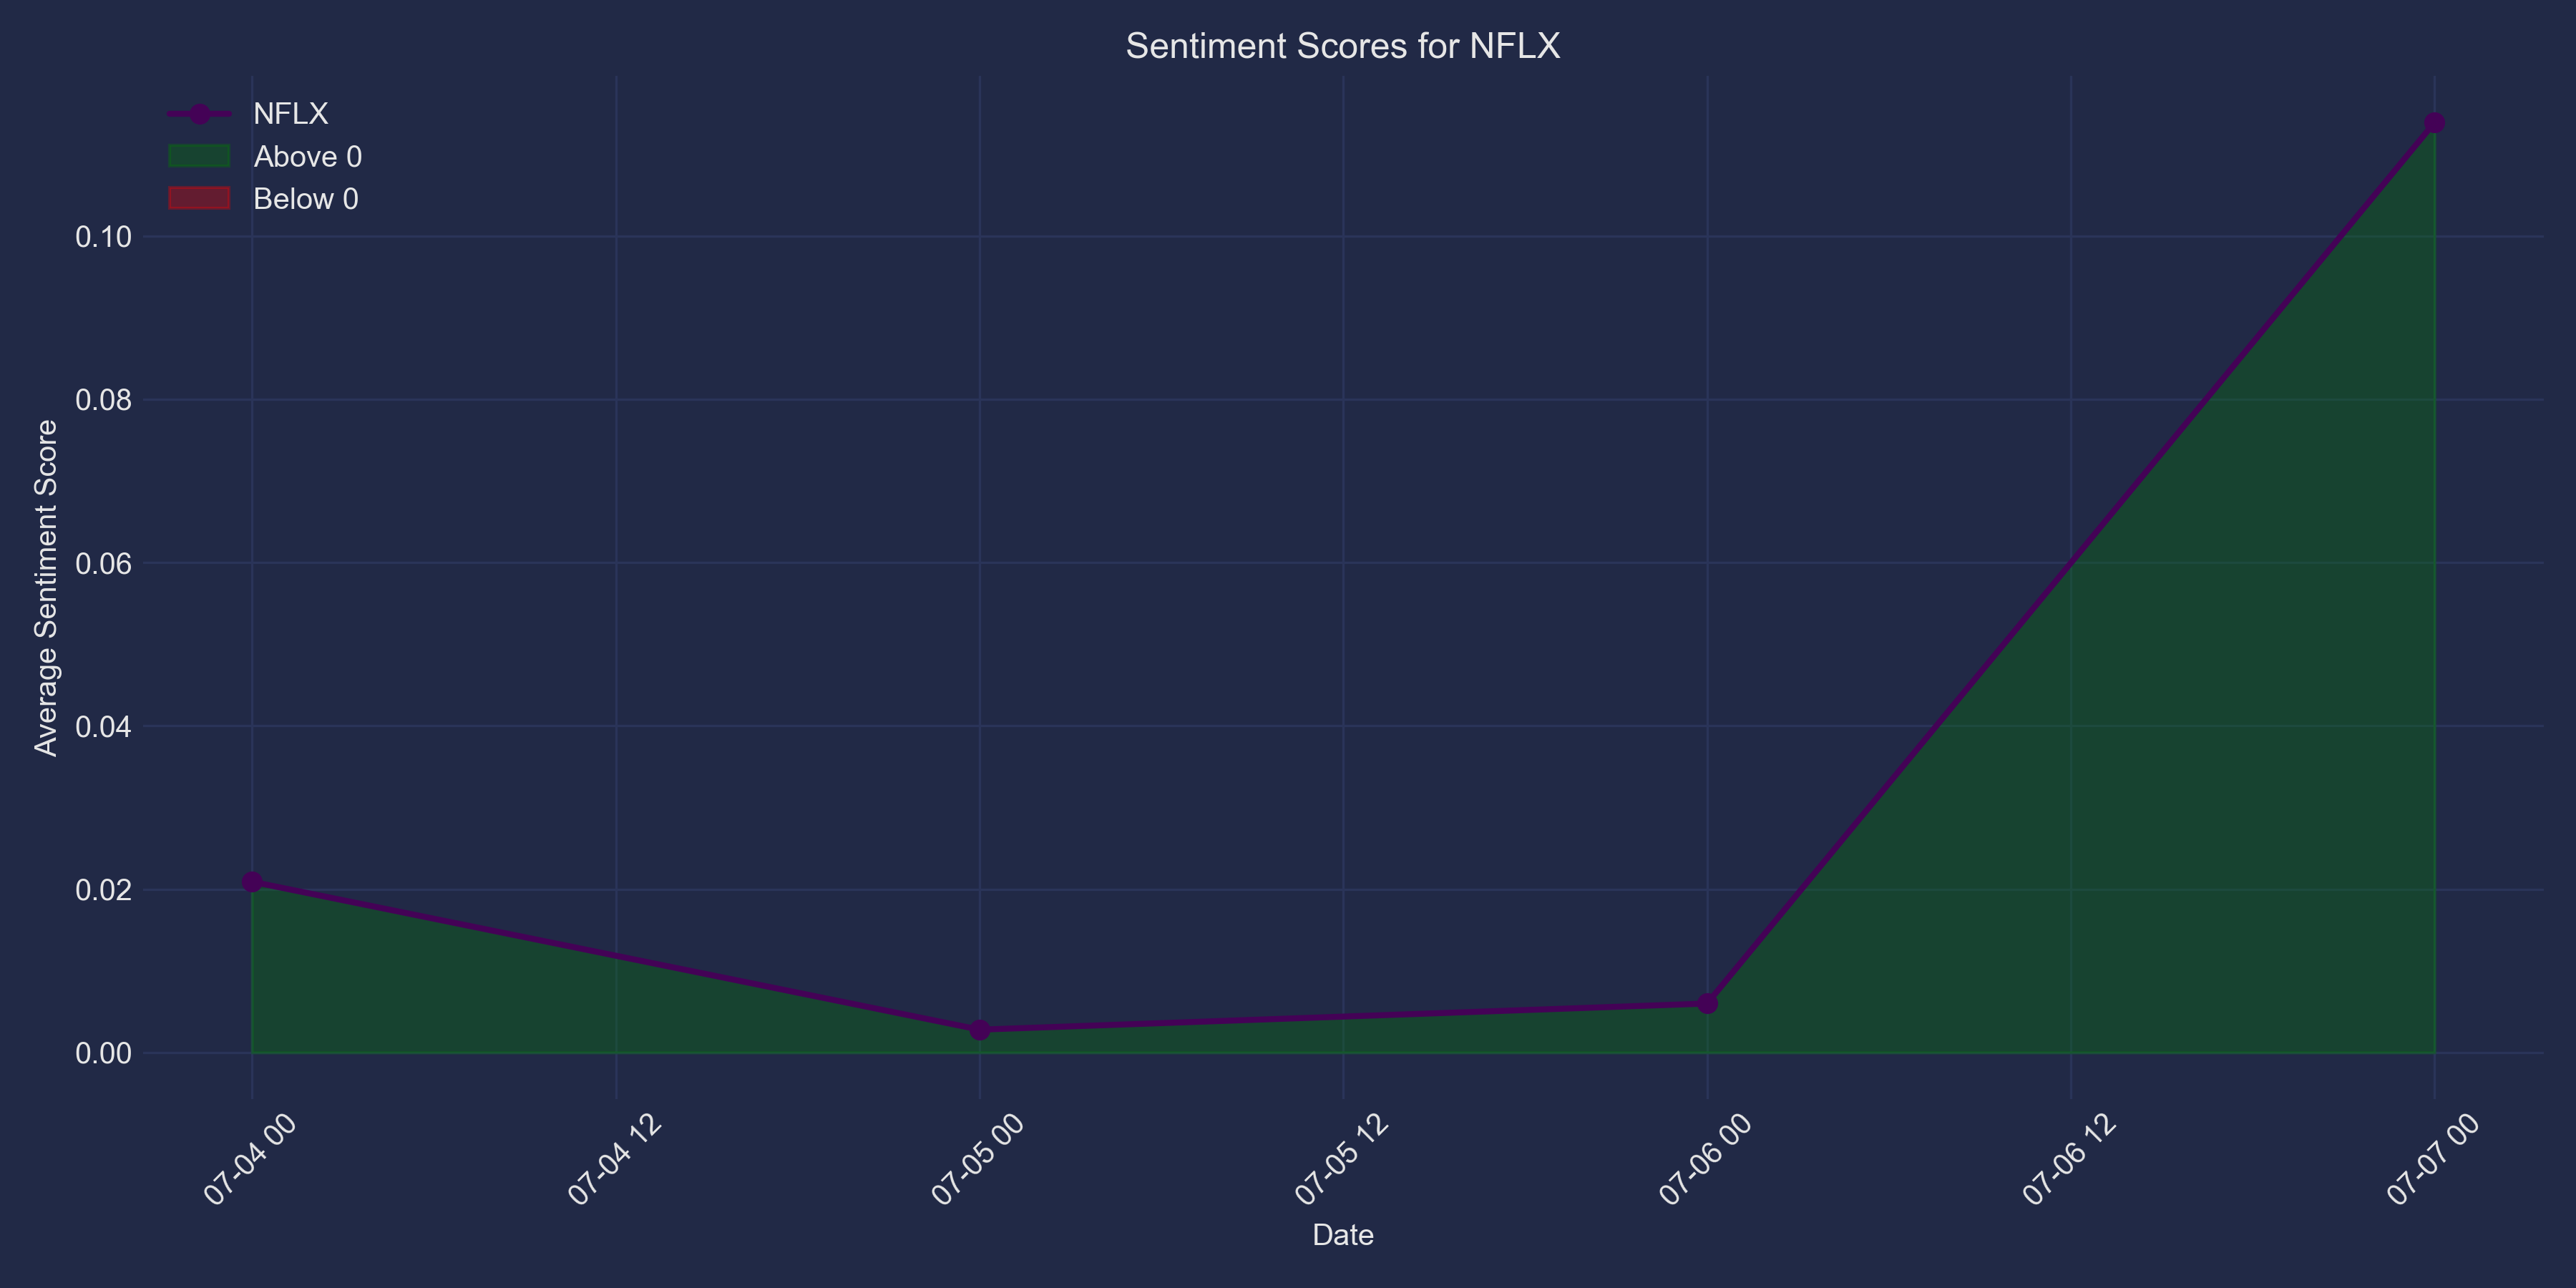 Sentiment Scores for NFLX
NFLX
Above 0
Below 0
0.10
0.08
0.06
0.04
0.02
0.00
Average Sentiment Score
07-04 00
07-04 12
07-05 00
07-05 12
07-06 00
07-06 12
07-07 00
Date